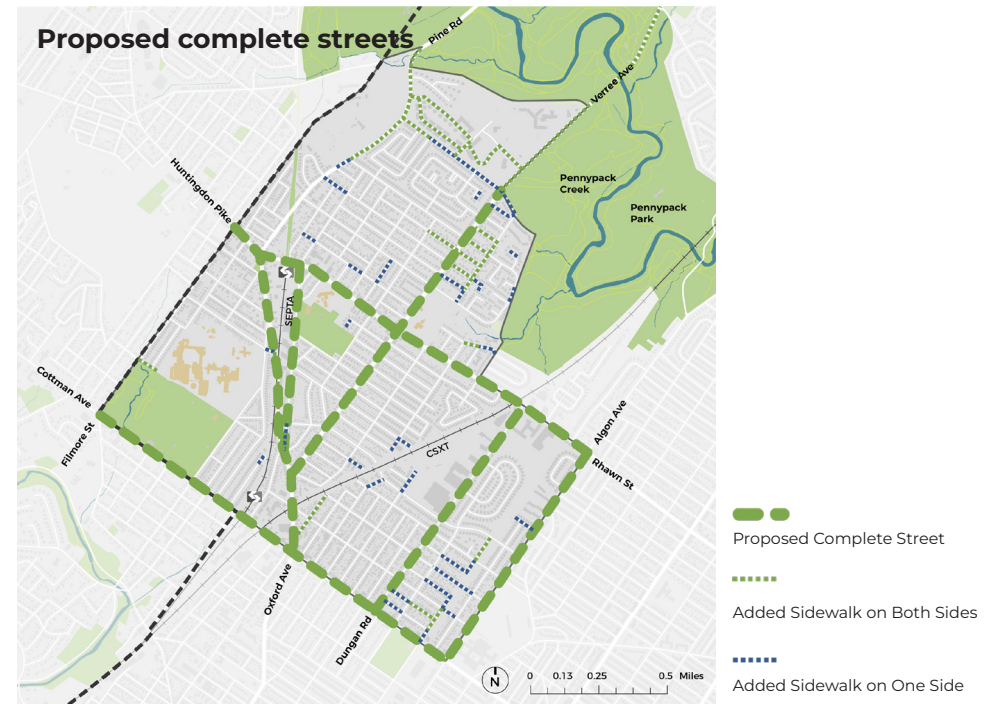 Proposed complete streets
Pine Rd
Verree Ave
Huntingdon Pike
Pennypack
Creek
Pennypack
Park
SEPTA
Cottman Ave
Filmore St
CSXT
Algon Ave
Rhawn St
Oxford Ave
Dungan Rd
N
0 0.13 0.25 0.5 Miles
Proposed Complete Street
Added Sidewalk on Both Sides
Added Sidewalk on One Side